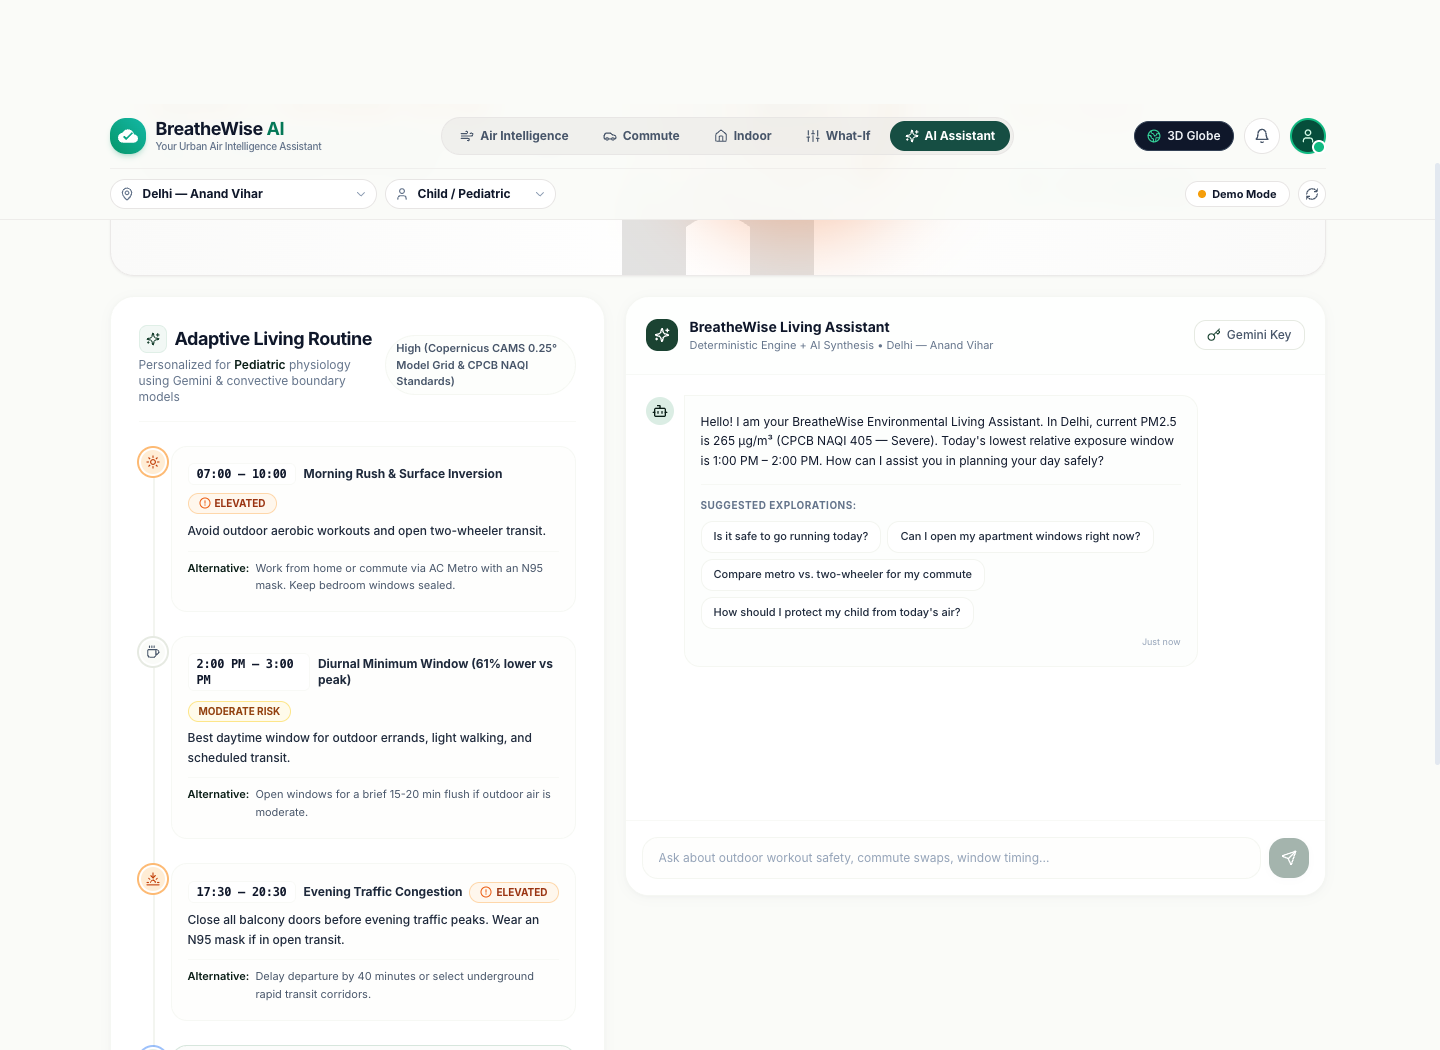 BreatheWise AI
Your Urban Air Intelligence Assistant
Air Intelligence
Commute
Indoor
What-If
AI Assistant
3D Globe
Delhi — Anand Vihar
Child / Pediatric
Demo Mode
Adaptive Living Routine
Personalized for Pediatric physiology
using Gemini & convective boundary
models
High (Copernicus CAMS 0.25°
Model Grid & CPCB NAQI
Standards)
07:00 – 10:00 Morning Rush & Surface Inversion
ELEVATED
Avoid outdoor aerobic workouts and open two-wheeler transit.
Alternative: Work from home or commute via AC Metro with an N95
mask. Keep bedroom windows sealed.
2:00 PM – 3:00
PM
Diurnal Minimum Window (61% lower vs
peak)
MODERATE RISK
Best daytime window for outdoor errands, light walking, and
scheduled transit.
Alternative: Open windows for a brief 15-20 min flush if outdoor air is
moderate.
17:30 – 20:30 Evening Traffic Congestion ELEVATED
Close all balcony doors before evening traffic peaks. Wear an
N95 mask if in open transit.
Alternative: Delay departure by 40 minutes or select underground
rapid transit corridors.
BreatheWise Living Assistant
Deterministic Engine + AI Synthesis • Delhi — Anand Vihar
Gemini Key
Hello! I am your BreatheWise Environmental Living Assistant. In Delhi, current PM2.5
is 265 µg/m³ (CPCB NAQI 405 — Severe). Today's lowest relative exposure window
is 1:00 PM – 2:00 PM. How can I assist you in planning your day safely?
SUGGESTED EXPLORATIONS:
Is it safe to go running today?
Can I open my apartment windows right now?
Compare metro vs. two-wheeler for my commute
How should I protect my child from today's air?
Just now
Ask about outdoor workout safety, commute swaps, window timing...